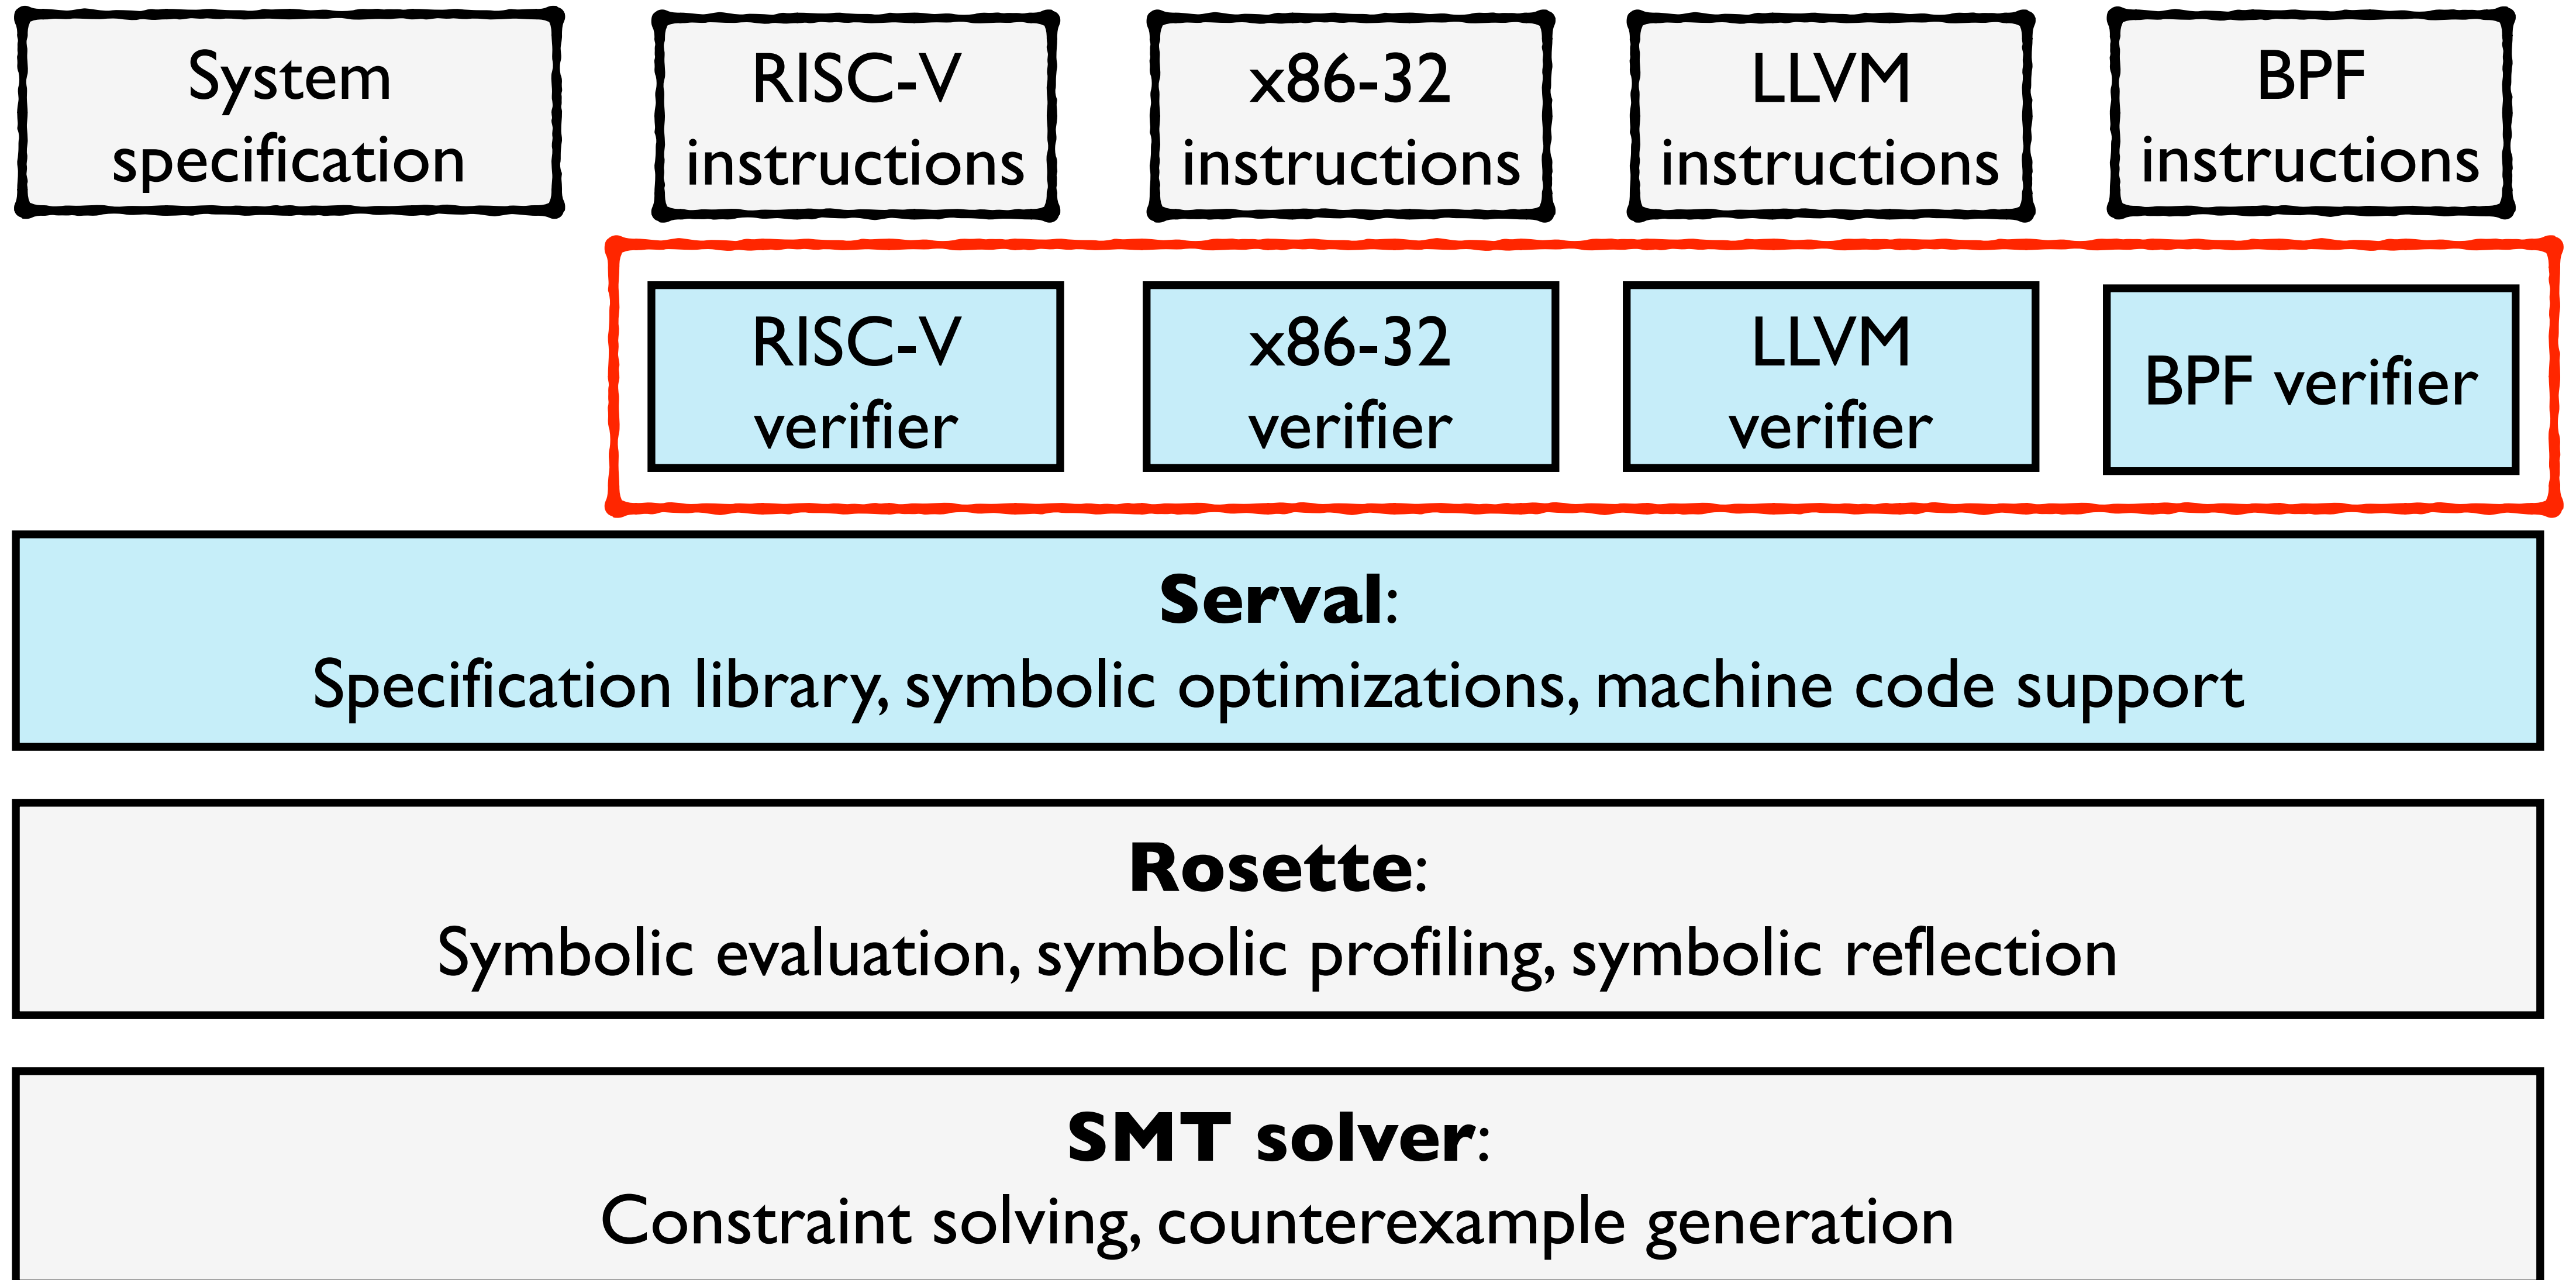 System
specification
RISC-V
instructions
x86-32
instructions
LLVM
instructions
BPF
instructions
RISC-V
verifier
x86-32
verifier
LLVM
verifier
BPF verifier
Serval:
Specification library, symbolic optimizations, machine code support
Rosette:
Symbolic evaluation, symbolic profiling, symbolic reflection
SMT solver:
Constraint solving, counterexample generation